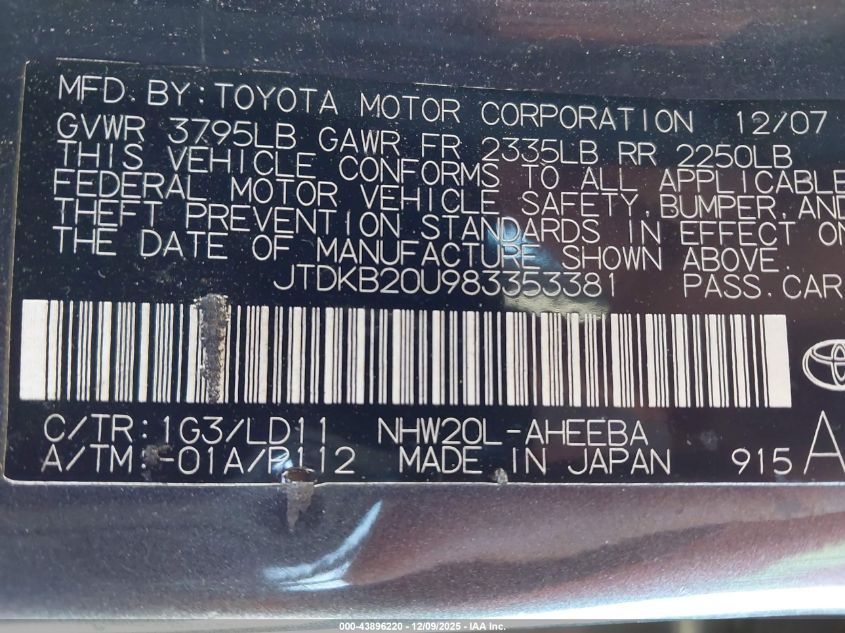 MFD. BY: TOYOTA MOTOR CORPORATION 12/07
GVWR 3795LB GAWR FR 2335LB RR 2250LB
THIS VEHICLE CONFORMS TO ALL APPLICABLE
FEDERAL MOTOR VEHICLE SAFETY, BUMPER, AND
THEFT PREVENTION STANDARDS IN EFFECT ON
THE DATE OF MANUFACTURE SHOWN ABOVE.
JTDKB20U983353381 PASS. CAR
C/TR: 1G3/LD11 NHW20L-AHEEBA
A/TM: -01A/P112 MADE IN JAPAN 915 A
000-43896220 - 12/09/2025 - IAA Inc.